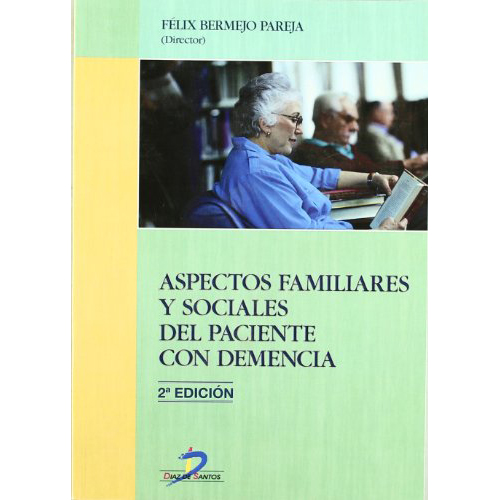 FÉLIX BERMEJO PAREJA
(Director)
ASPECTOS FAMILIARES
Y SOCIALES
DEL PACIENTE
CON DEMENCIA
2ª EDICIÓN
DIAZ DE SANTOS